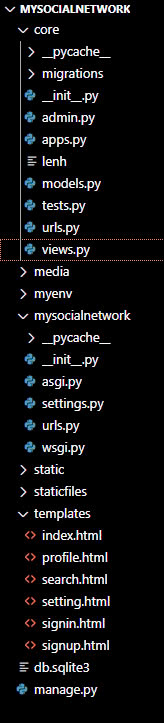 MYSOCIALNETWORK
core
__pycache__
migrations
__init__.py
admin.py
apps.py
lenh
models.py
tests.py
urls.py
views.py
media
myenv
mysocialnetwork
__pycache__
__init__.py
asgi.py
settings.py
urls.py
wsgi.py
static
staticfiles
templates
index.html
profile.html
search.html
setting.html
signin.html
signup.html
db.sqlite3
manage.py